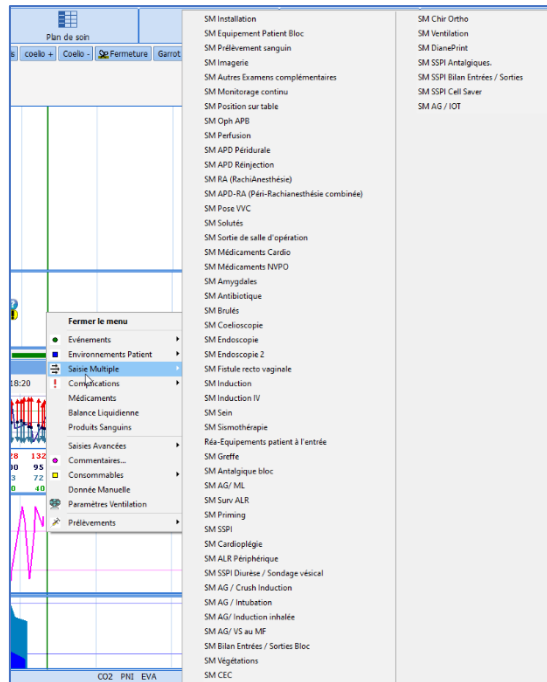 Plan de soin
s coelio + Coelio - Fermeture Garrot
18:20
28 132
95
3 72
0 40
CO2 PNI EVA
Fermer le menu
Evénements
Environnements Patient
Saisie Multiple
Complications
Médicaments
Balance Liquidienne
Produits Sanguins
Saisies Avancées
Commentaires...
Consommables
Donnée Manuelle
Paramètres Ventilation
Prélèvements
SM Installation
SM Equipement Patient Bloc
SM Prélèvement sanguin
SM Imagerie
SM Autres Examens complémentaires
SM Monitorage continu
SM Position sur table
SM Oph APB
SM Perfusion
SM APD Péridurale
SM APD Réinjection
SM RA (RachiAnesthésie)
SM APD-RA (Péri-Rachianesthésie combinée)
SM Pose VVC
SM Solutés
SM Sortie de salle d'opération
SM Médicaments Cardio
SM Médicaments NVPO
SM Amygdales
SM Antibiotique
SM Brulés
SM Coelioscopie
SM Endoscopie
SM Endoscopie 2
SM Fistule recto vaginale
SM Induction
SM Induction IV
SM Sein
SM Sismothérapie
Réa-Equipements patient à l'entrée
SM Greffe
SM Antalgique bloc
SM AG/ ML
SM Surv ALR
SM Priming
SM SSPI
SM Cardioplégie
SM ALR Périphérique
SM SSPI Diurèse / Sondage vésical
SM AG / Crush Induction
SM AG / Intubation
SM AG/ Induction inhalée
SM AG/ VS au MF
SM Bilan Entrées / Sorties Bloc
SM Végétations
SM CEC
SM Chir Ortho
SM Ventilation
SM DianePrint
SM SSPI Antalgiques.
SM SSPI Bilan Entrées / Sorties
SM SSPI Cell Saver
SM AG / IOT